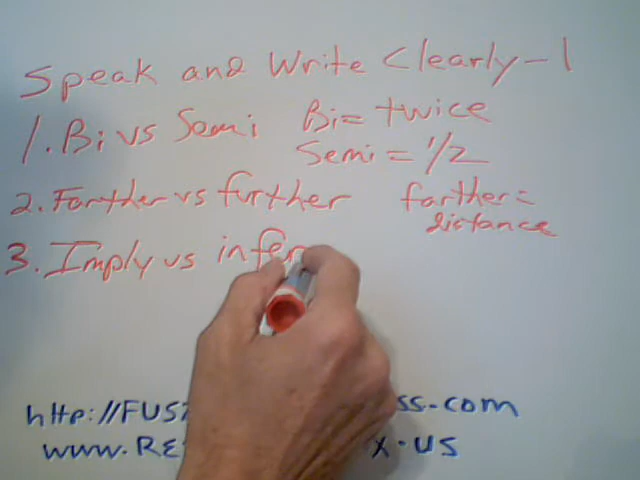 Speak and Write Clearly-1
1. Bi vs Semi Bi = twice
Semi = 1/2
2. Farther vs further farther =
distance
3. Imply vs infer
http://FUS ss.com
www.RE x.us